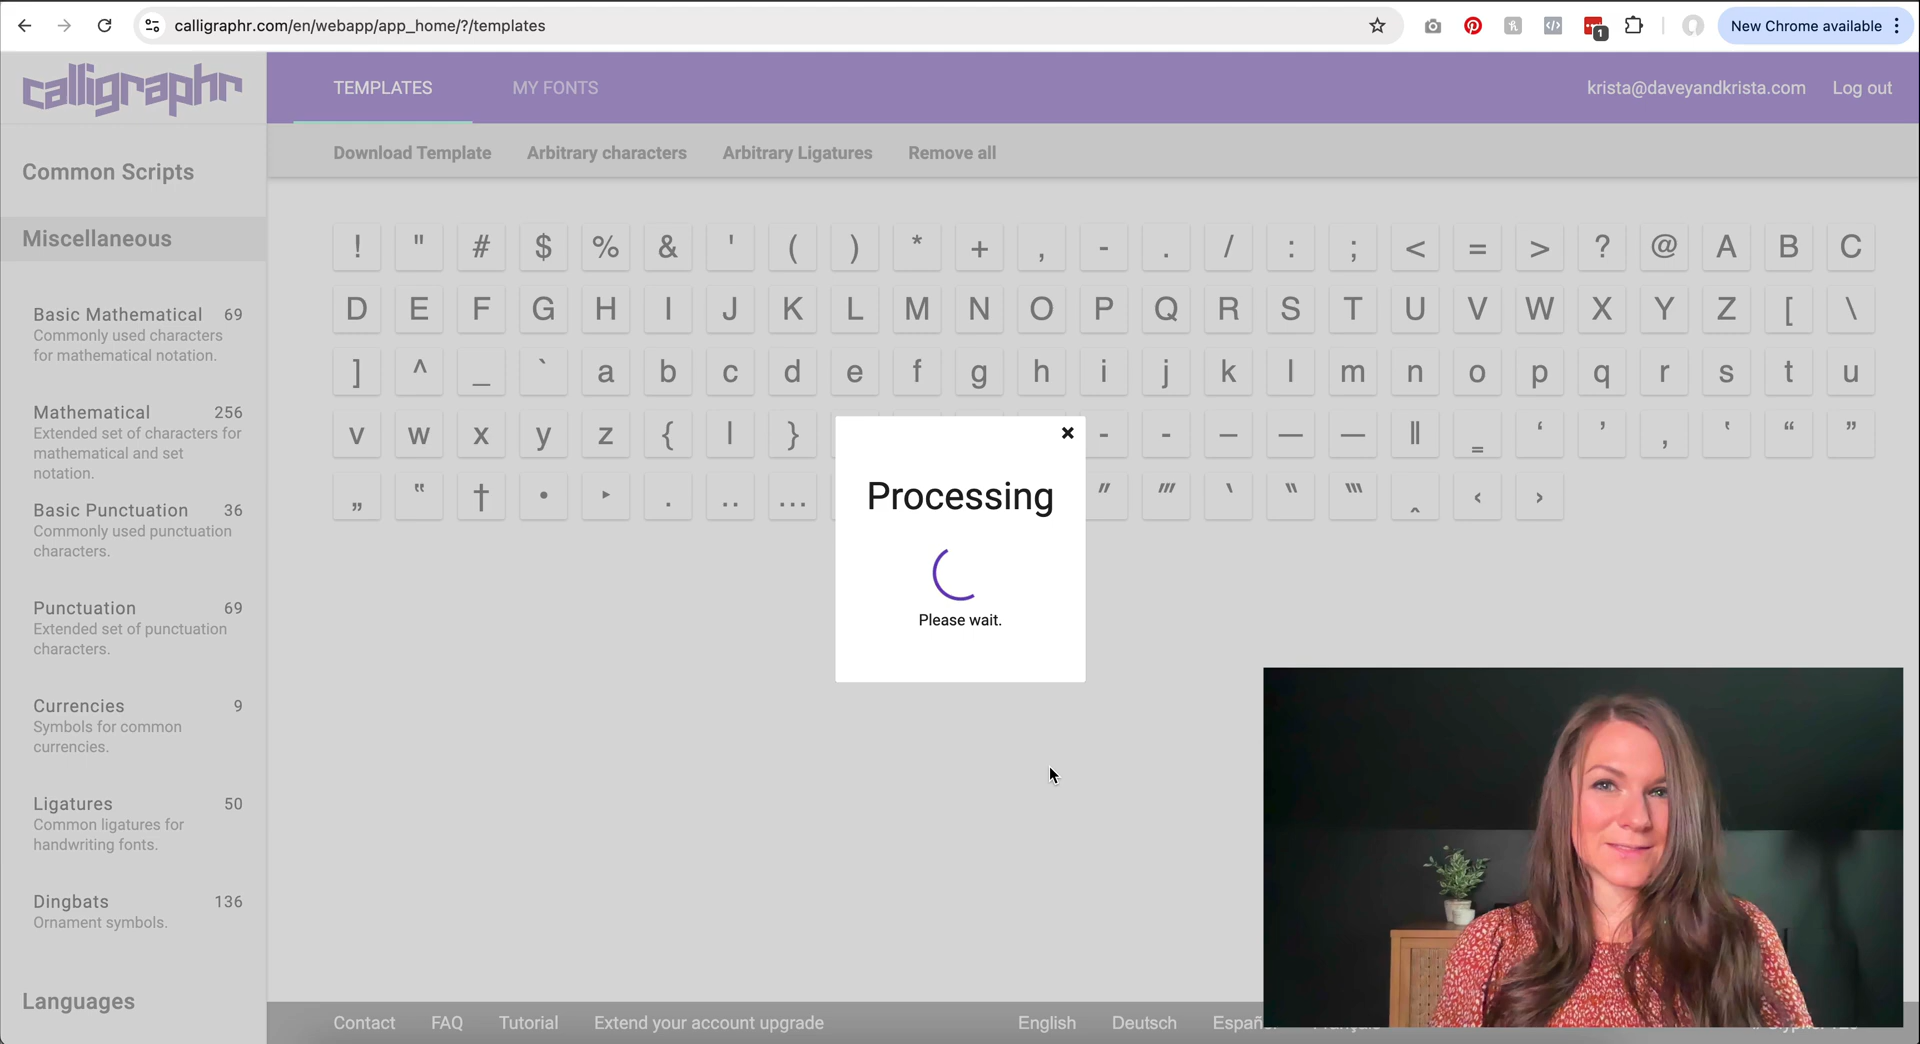 calligraphr.com/en/webapp/app_home/?/templates
1
New Chrome available
calligraphr
TEMPLATES
MY FONTS
krista@daveyandkrista.com
Log out
Download Template
Arbitrary characters
Arbitrary Ligatures
Remove all
Common Scripts
Miscellaneous
Basic Mathematical 69
Commonly used characters
for mathematical notation.
Mathematical 256
Extended set of characters for
mathematical and set
notation.
Basic Punctuation 36
Commonly used punctuation
characters.
Punctuation 69
Extended set of punctuation
characters.
Currencies 9
Symbols for common
currencies.
Ligatures 50
Common ligatures for
handwriting fonts.
Dingbats 136
Ornament symbols.
Languages
! " # $ % & ' ( ) * + , - . / : ; < = > ? @ A B C
D E F G H I J K L M N O P Q R S T U V W X Y Z [ \
] ^ _ ` a b c d e f g h i j k l m n o p q r s t u
v w x y z { | } - - – — ― ‖ ‗ ‘ ’ ‚ ‛ “ ”
„ ‟ † • ‣ . .. ... ″ ‴ ‵ ‶ ‷ ‸ ‹ ›
Processing
Please wait.
Contact
FAQ
Tutorial
Extend your account upgrade
English
Deutsch